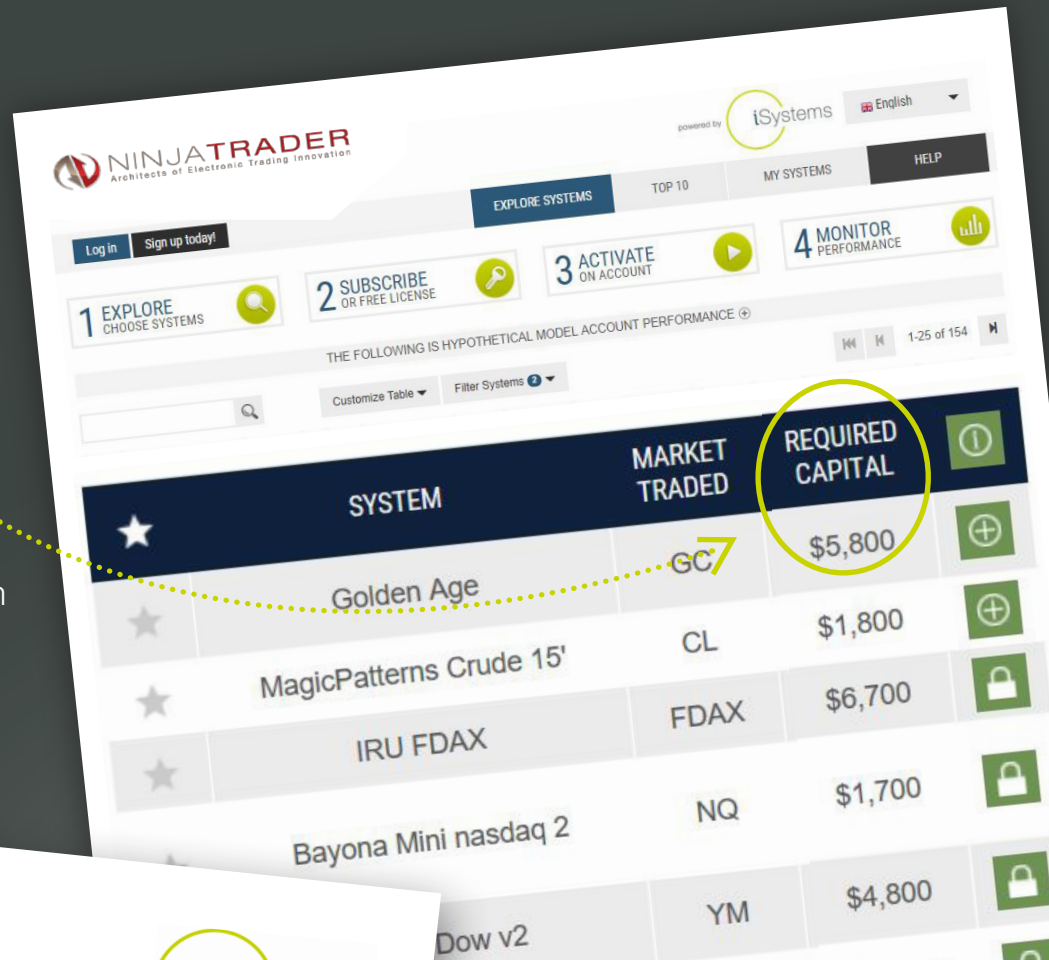 NINJATRADER
Architects of Electronic Trading Innovation
powered by iSystems
English
Log in
Sign up today!
EXPLORE SYSTEMS
TOP 10
MY SYSTEMS
HELP
1 EXPLORE
CHOOSE SYSTEMS
2 SUBSCRIBE
OR FREE LICENSE
3 ACTIVATE
ON ACCOUNT
4 MONITOR
PERFORMANCE
THE FOLLOWING IS HYPOTHETICAL MODEL ACCOUNT PERFORMANCE
Customize Table
Filter Systems 2
1-25 of 154
SYSTEM
MARKET
TRADED
REQUIRED
CAPITAL
Golden Age GC $5,800
MagicPatterns Crude 15' CL $1,800
IRU FDAX FDAX $6,700
Bayona Mini nasdaq 2 NQ $1,700
Dow v2 YM $4,800